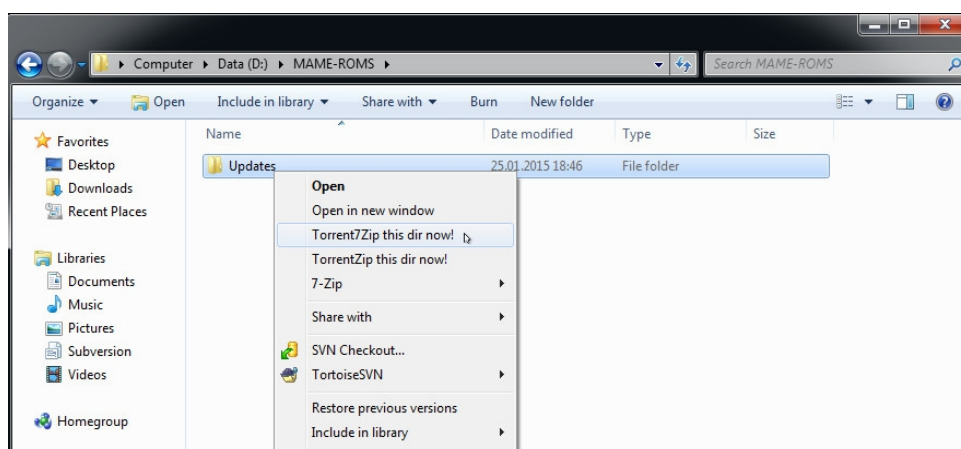 Computer Data (D:) MAME-ROMS Search MAME-ROMS
Organize Open Include in library Share with Burn New folder
Name Date modified Type Size
Favorites
Desktop
Downloads
Recent Places
Libraries
Documents
Music
Pictures
Subversion
Videos
Homegroup
Updates 25.01.2015 18:46 File folder
Open
Open in new window
Torrent7Zip this dir now!
TorrentZip this dir now!
7-Zip
Share with
SVN Checkout...
TortoiseSVN
Restore previous versions
Include in library